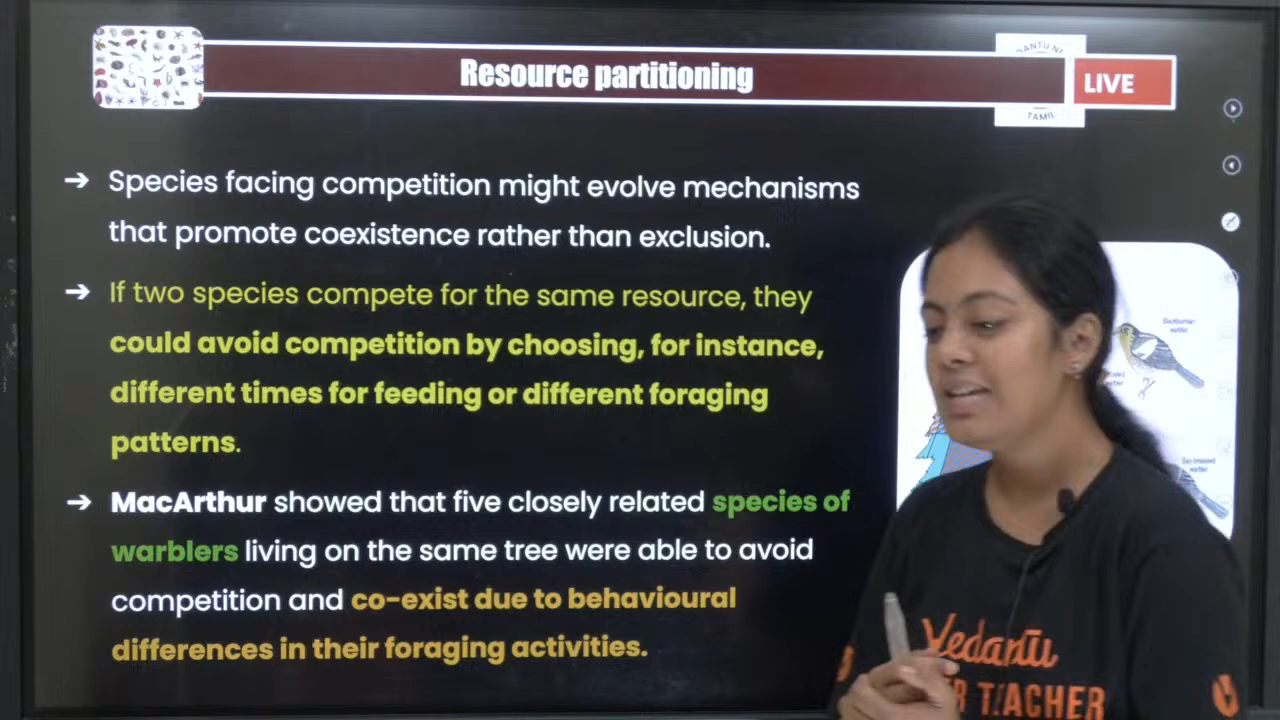 Resource partitioning
LIVE
TAMIL
➔ Species facing competition might evolve mechanisms
that promote coexistence rather than exclusion.
➔ If two species compete for the same resource, they
could avoid competition by choosing, for instance,
different times for feeding or different foraging
patterns.
➔ MacArthur showed that five closely related species of
warblers living on the same tree were able to avoid
competition and co-exist due to behavioural
differences in their foraging activities.
Vedantu
TEACHER